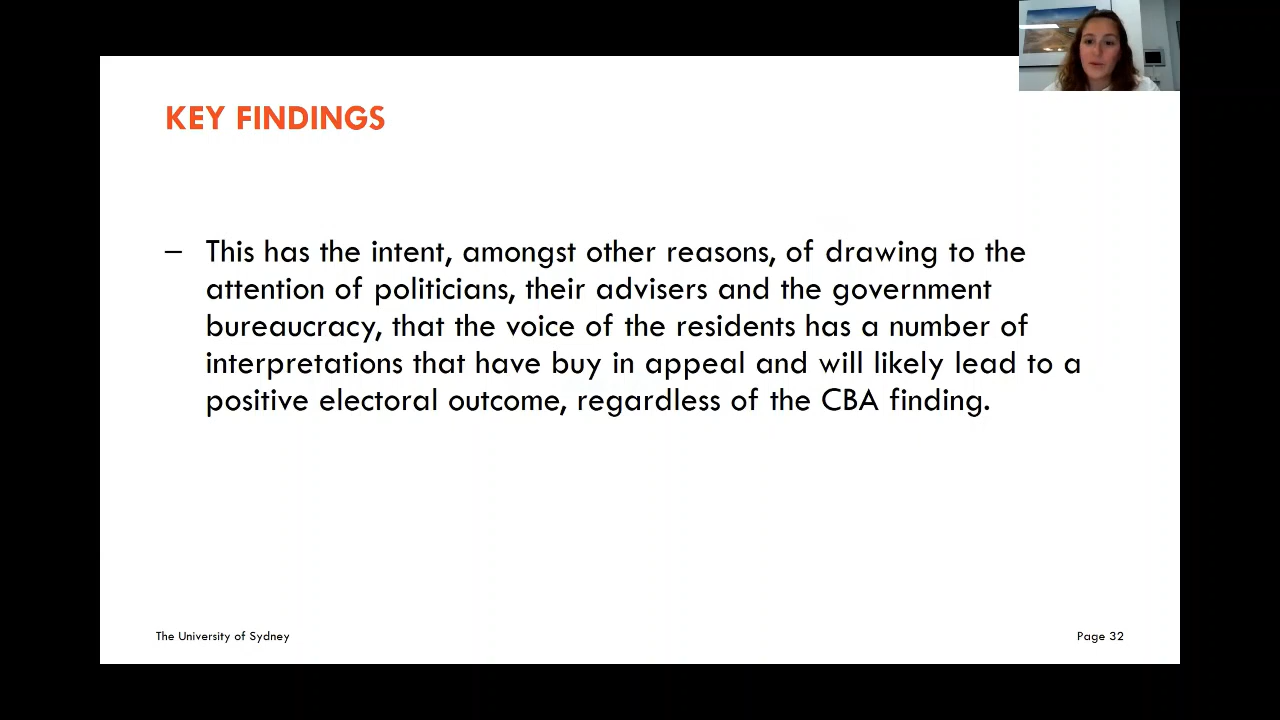 KEY FINDINGS
– This has the intent, amongst other reasons, of drawing to the
attention of politicians, their advisers and the government
bureaucracy, that the voice of the residents has a number of
interpretations that have buy in appeal and will likely lead to a
positive electoral outcome, regardless of the CBA finding.
The University of Sydney
Page 32